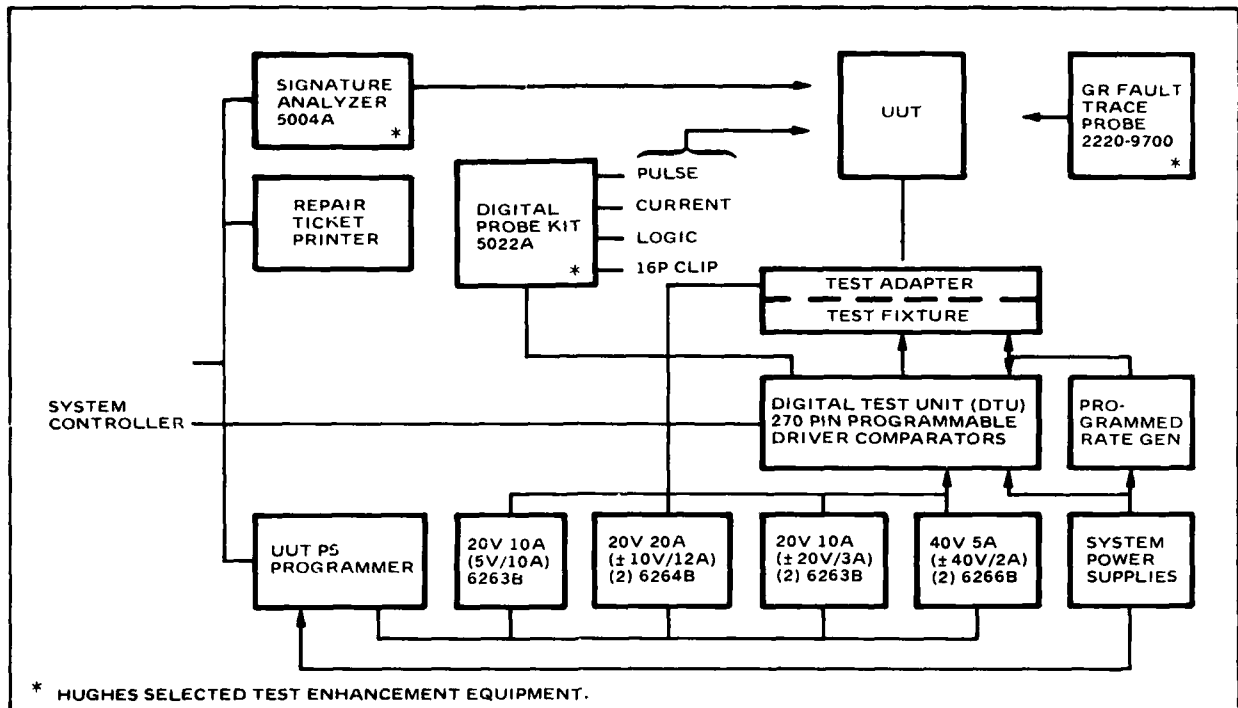 SIGNATURE
ANALYZER
5004A
*
UUT
GR FAULT
TRACE
PROBE
2220-9700
*
REPAIR
TICKET
PRINTER
DIGITAL
PROBE KIT
5022A
*
PULSE
CURRENT
LOGIC
16P CLIP
TEST ADAPTER
TEST FIXTURE
SYSTEM
CONTROLLER
DIGITAL TEST UNIT (DTU)
270 PIN PROGRAMMABLE
DRIVER COMPARATORS
PRO-
GRAMMED
RATE GEN
UUT PS
PROGRAMMER
20V 10A
(5V/10A)
6263B
20V 20A
(±10V/12A)
(2) 6264B
20V 10A
(±20V/3A)
(2) 6263B
40V 5A
(±40V/2A)
(2) 6266B
SYSTEM
POWER
SUPPLIES
* HUGHES SELECTED TEST ENHANCEMENT EQUIPMENT.